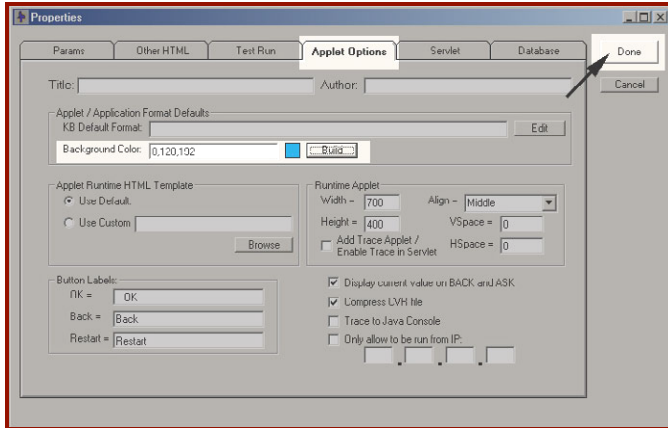 Properties
Params Other HTML Test Run Applet Options Servlet Database Done
Title: Author: Cancel
Applet / Application Format Defaults
KB Default Format: Edit
Background Color: 0,120,192 Build
Applet Runtime HTML Template
Use Default.
Use Custom
Browse
Runtime Applet
Width = 700 Align = Middle
Height = 400 VSpace = 0
Add Trace Applet /
Enable Trace in Servlet HSpace = 0
Button Labels:
OK = OK
Back = Back
Restart = Restart
Display current value on BACK and ASK
Compress CVR file
Trace to Java Console
Only allow to be run from IP: